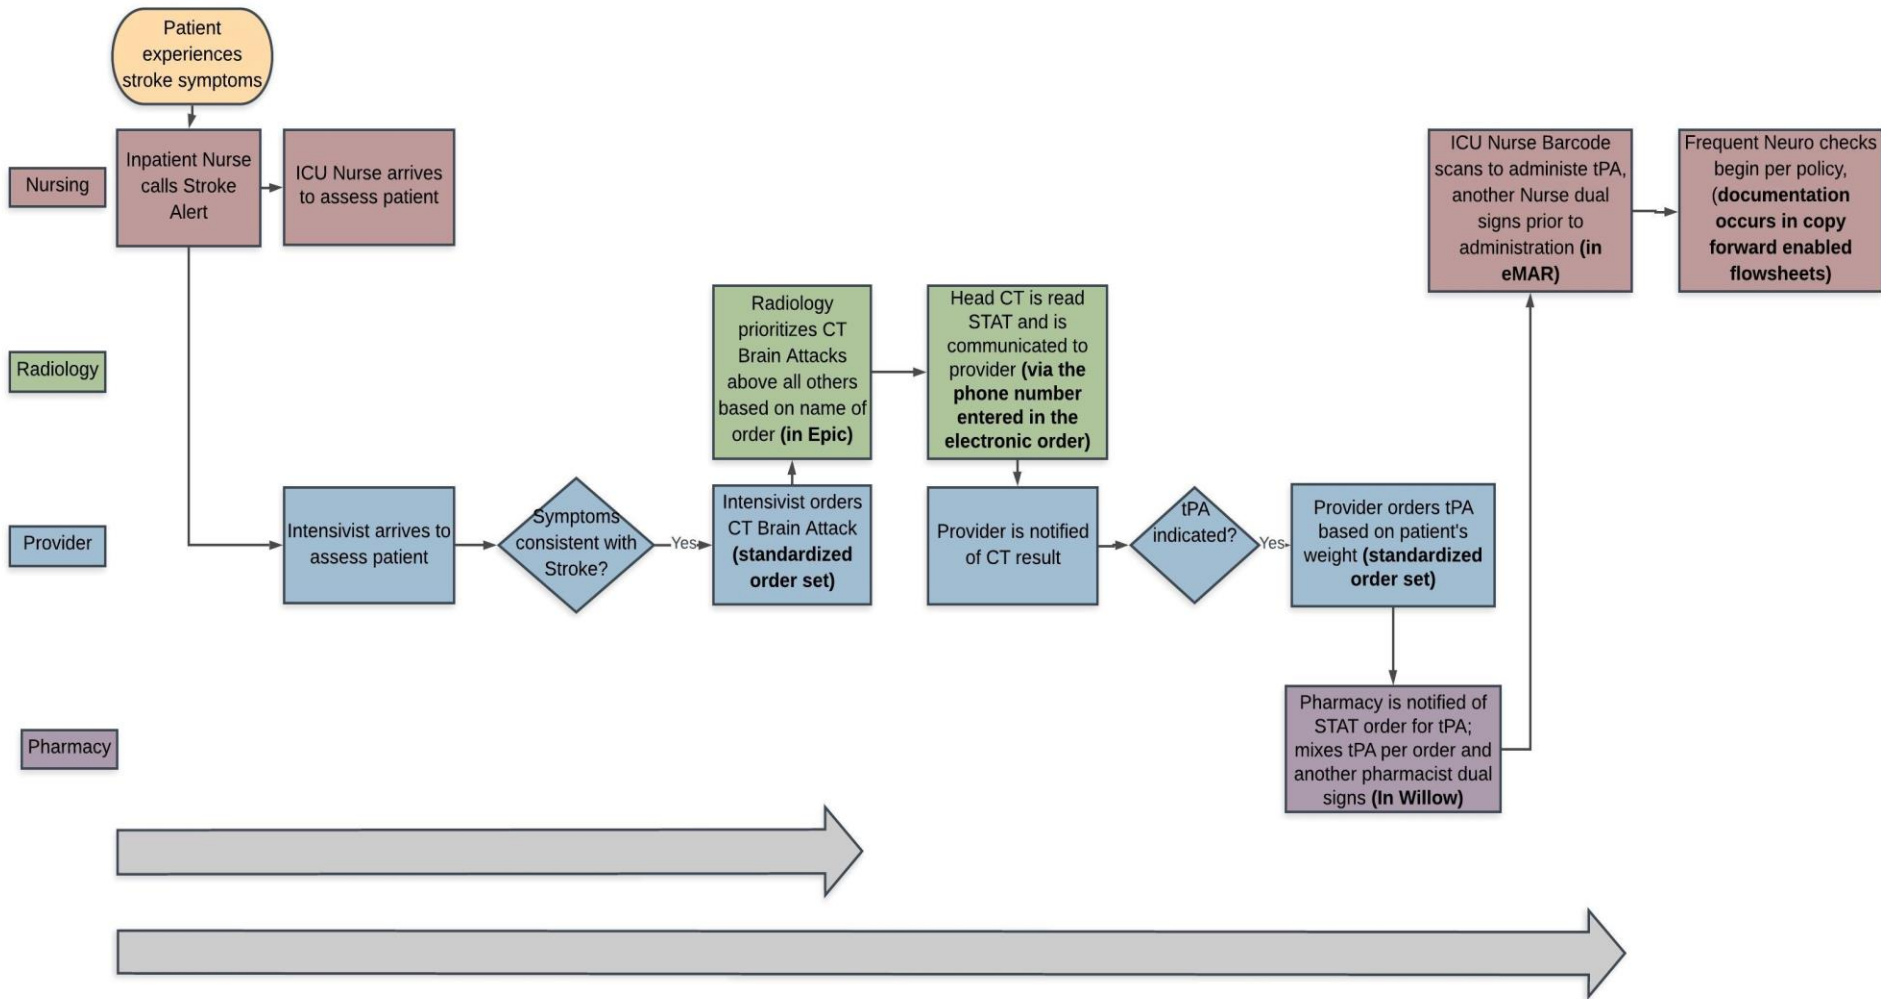 Patient
experiences
stroke symptoms
Nursing
Inpatient Nurse
calls Stroke
Alert
ICU Nurse arrives
to assess patient
ICU Nurse Barcode
scans to administe tPA,
another Nurse dual
signs prior to
administration (in
eMAR)
Frequent Neuro checks
begin per policy,
(documentation
occurs in copy
forward enabled
flowsheets)
Radiology
Radiology
prioritizes CT
Brain Attacks
above all others
based on name of
order (in Epic)
Head CT is read
STAT and is
communicated to
provider (via the
phone number
entered in the
electronic order)
Provider
Intensivist arrives to
assess patient
Symptoms
consistent with
Stroke?
Yes
Intensivist orders
CT Brain Attack
(standardized
order set)
Provider is notified
of CT result
tPA
indicated?
Yes
Provider orders tPA
based on patient's
weight (standardized
order set)
Pharmacy
Pharmacy is notified of
STAT order for tPA;
mixes tPA per order and
another pharmacist dual
signs (In Willow)